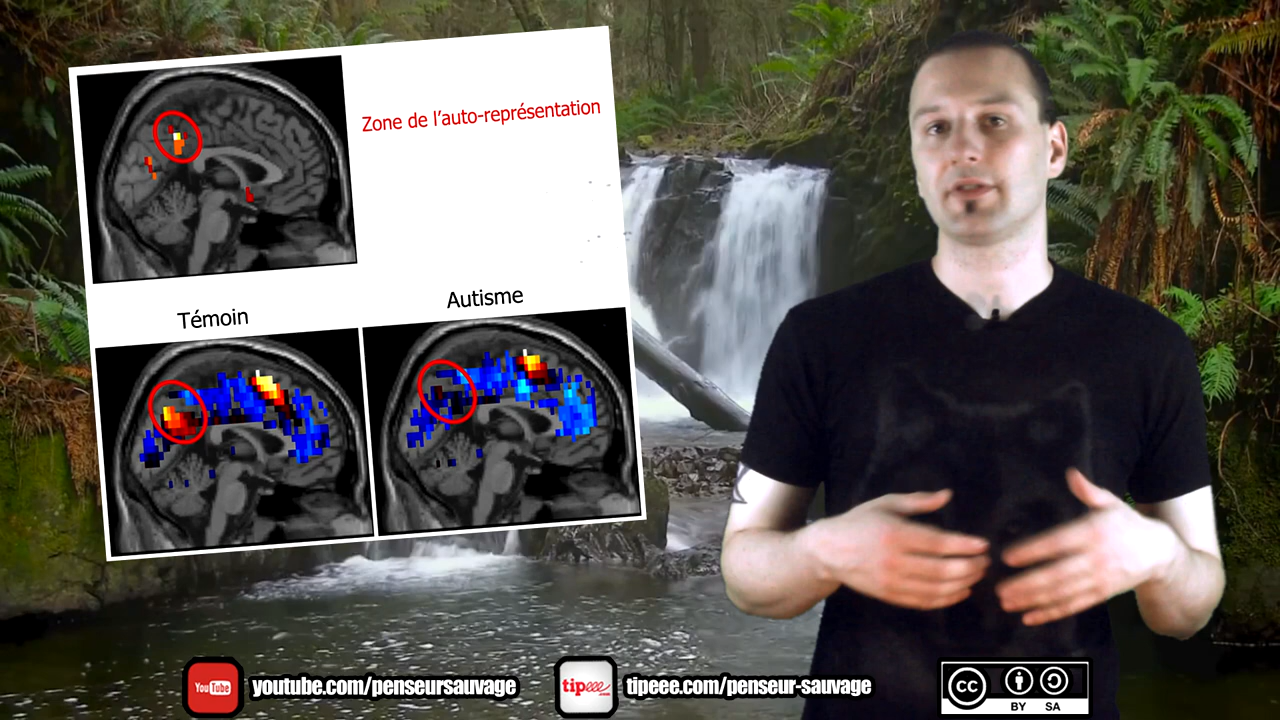 Zone de l'auto-représentation
Témoin
Autisme
YouTube
youtube.com/penseursauvage
tipeee
tipeee.com/penseur-sauvage
cc
BY SA